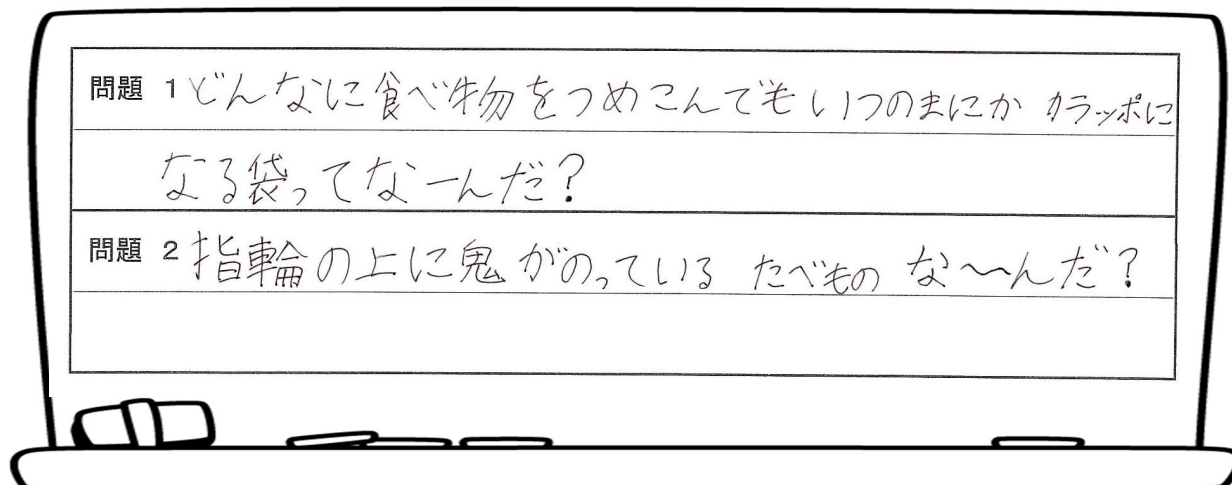 問題 1 どんなに食べ物をつめこんでもいつのまにか カラッポに
なる袋ってなーんだ?
問題 2 指輪の上に鬼がのっている たべもの な〜んだ?